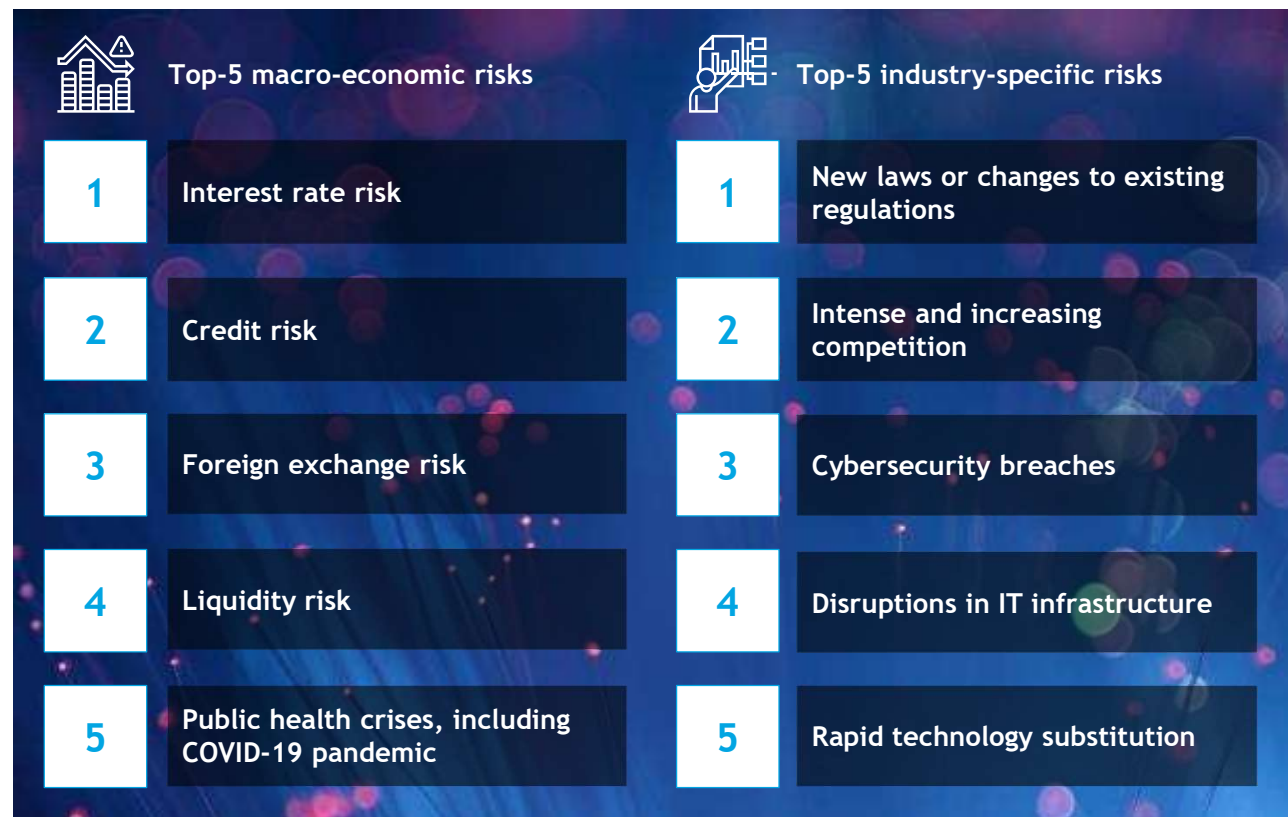 Top-5 macro-economic risks
1
Interest rate risk
2
Credit risk
3
Foreign exchange risk
4
Liquidity risk
5
Public health crises, including
COVID-19 pandemic
Top-5 industry-specific risks
1
New laws or changes to existing
regulations
2
Intense and increasing
competition
3
Cybersecurity breaches
4
Disruptions in IT infrastructure
5
Rapid technology substitution